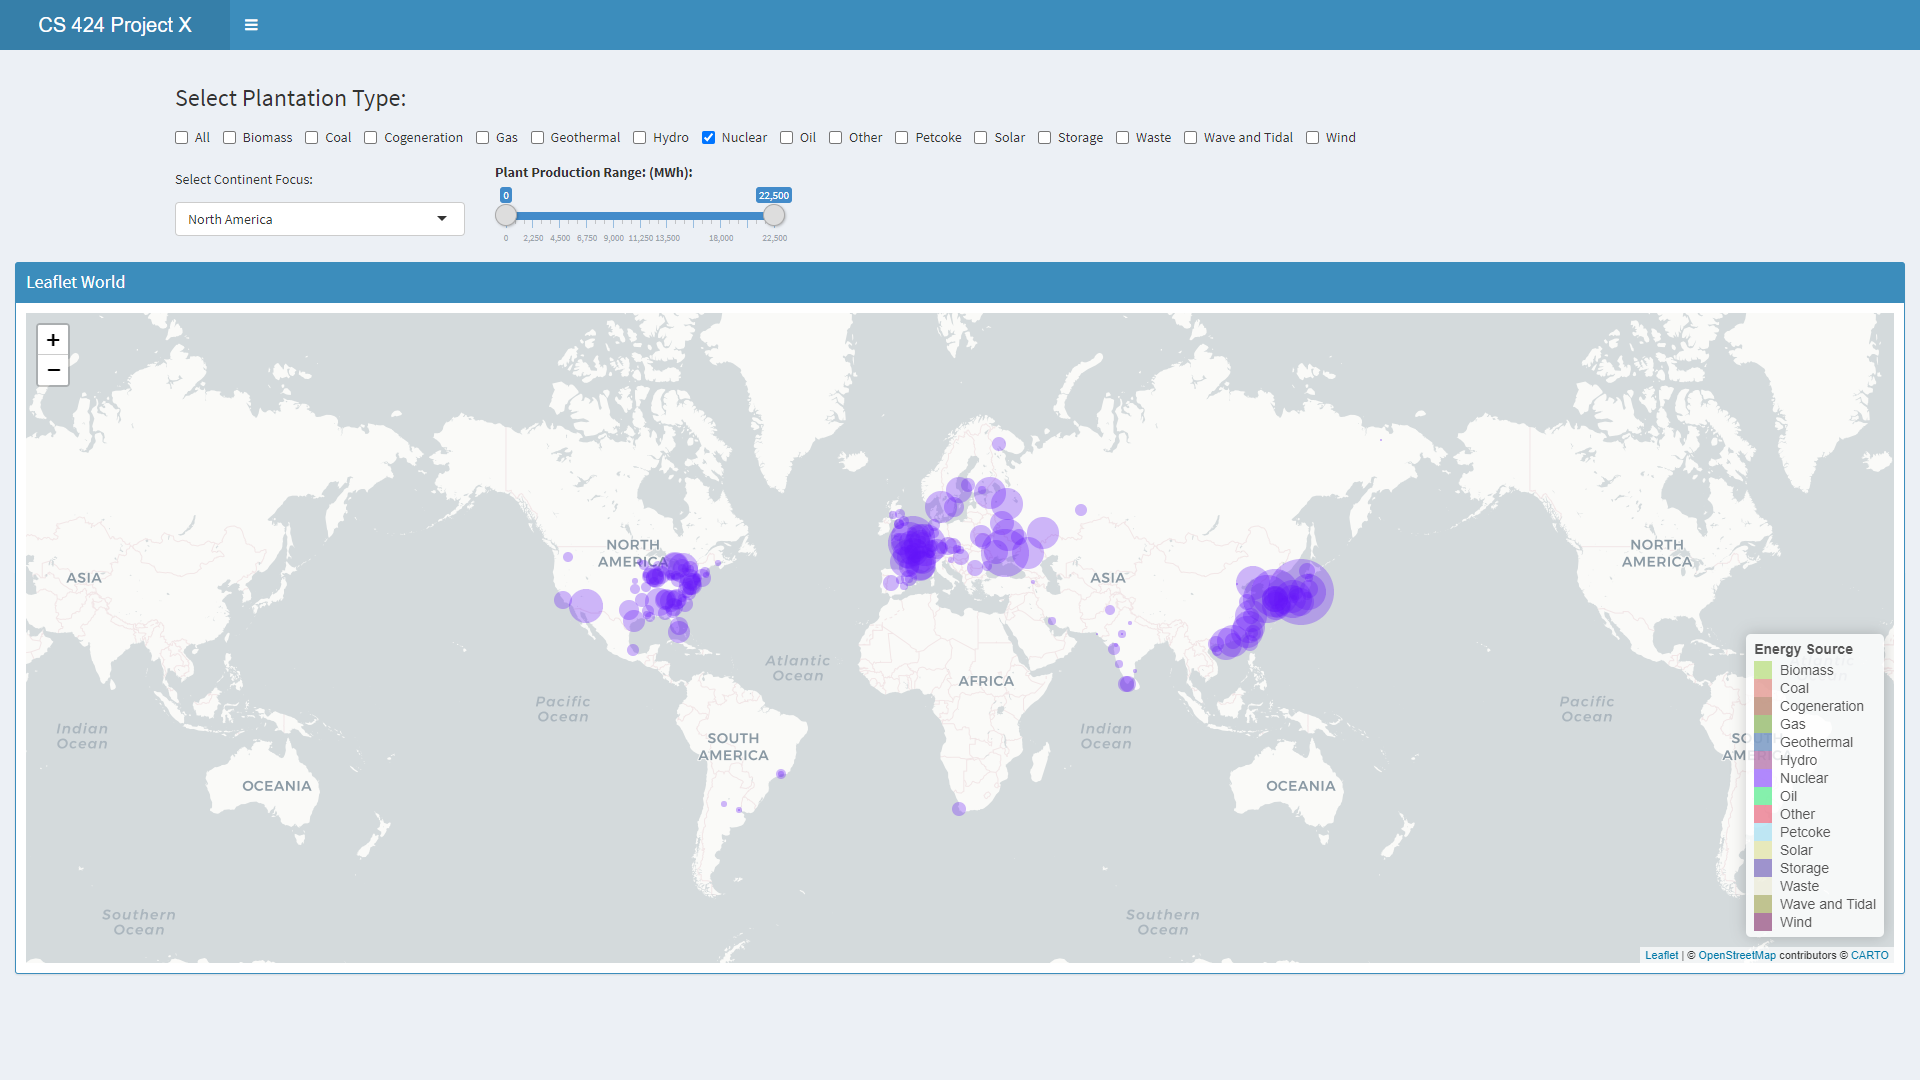 CS 424 Project X
Select Plantation Type:
All Biomass Coal Cogeneration Gas Geothermal Hydro Nuclear Oil Other Petcoke Solar Storage Waste Wave and Tidal Wind
Select Continent Focus:
North America
Plant Production Range: (MWh):
0 22,500
0 2,250 4,500 6,750 9,000 11,250 13,500 18,000 22,500
Leaflet World
+
−
NORTH
AMERICA
NORTH
AMERICA
ASIA
ASIA
Atlantic
Ocean
AFRICA
Pacific
Ocean
Pacific
Ocean
Indian
Ocean
Indian
Ocean
SOUTH
AMERICA
OCEANIA
OCEANIA
Southern
Ocean
Southern
Ocean
Energy Source
Biomass
Coal
Cogeneration
Gas
Geothermal
Hydro
Nuclear
Oil
Other
Petcoke
Solar
Storage
Waste
Wave and Tidal
Wind
Leaflet | © OpenStreetMap contributors © CARTO